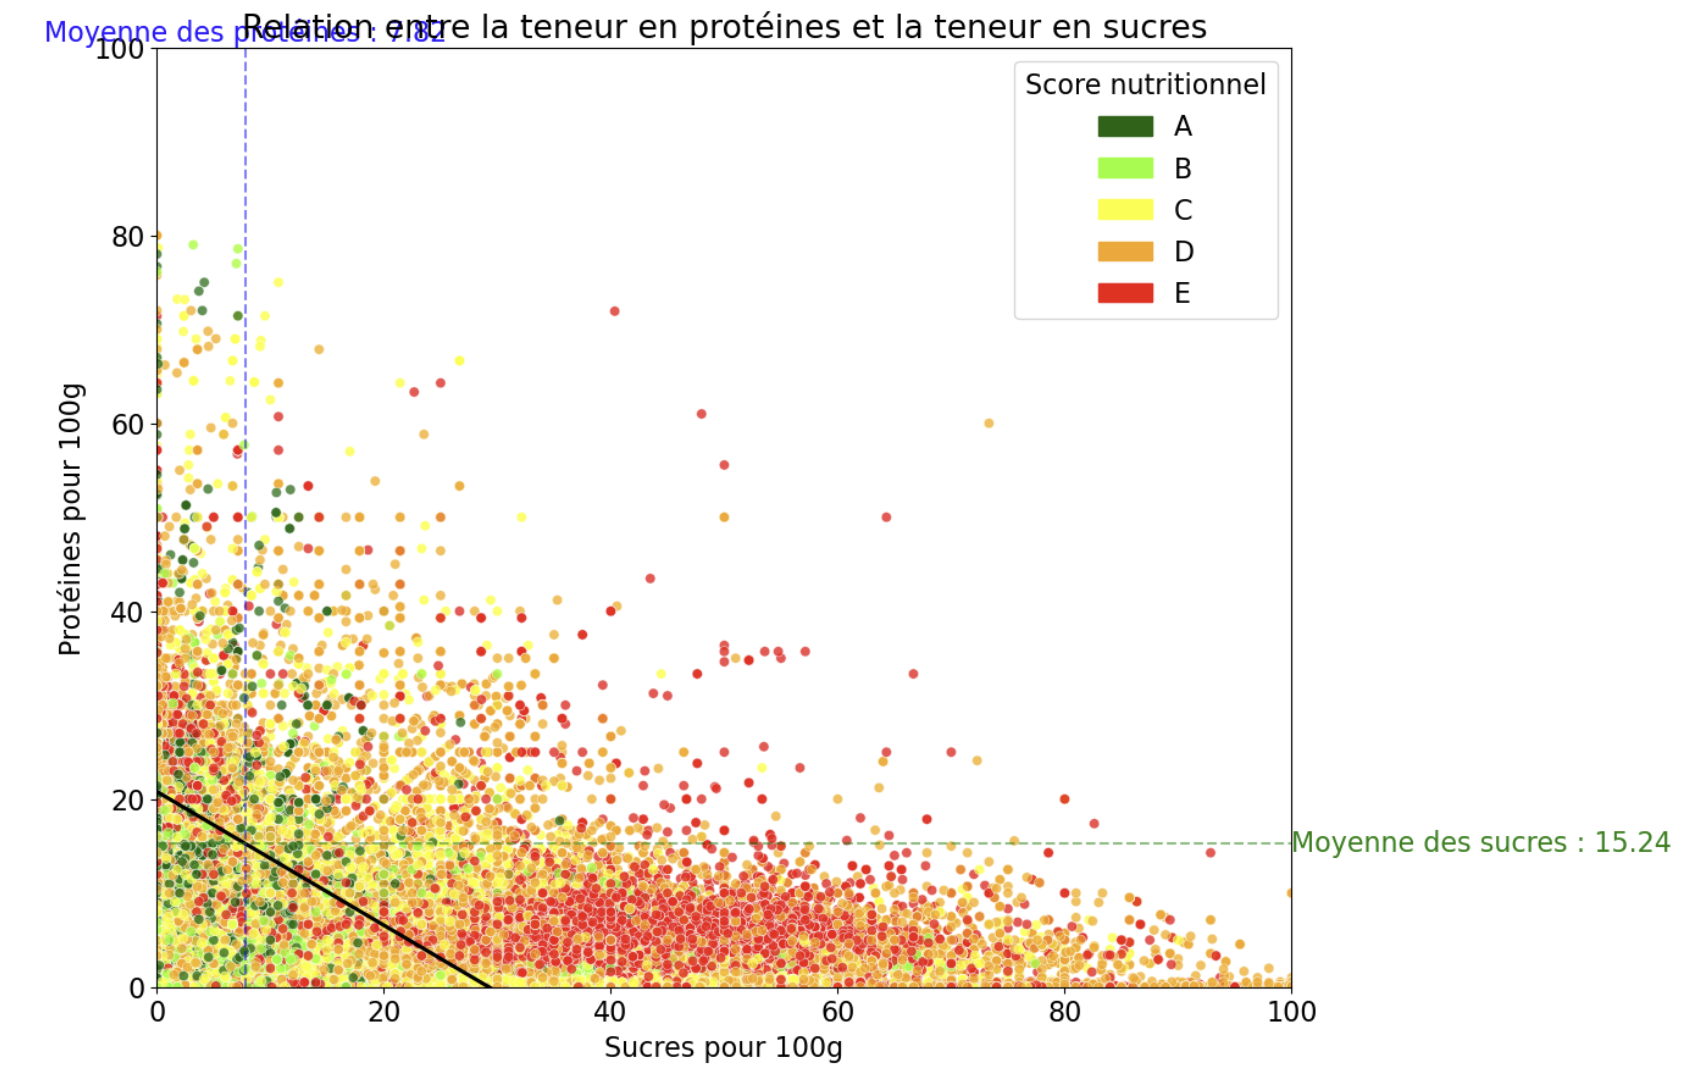 Relation entre la teneur en protéines et la teneur en sucres
Moyenne des protéines : 7.82
Score nutritionnel
A
B
C
D
E
Protéines pour 100g
100
80
60
40
20
0
Moyenne des sucres : 15.24
0 20 40 60 80 100
Sucres pour 100g